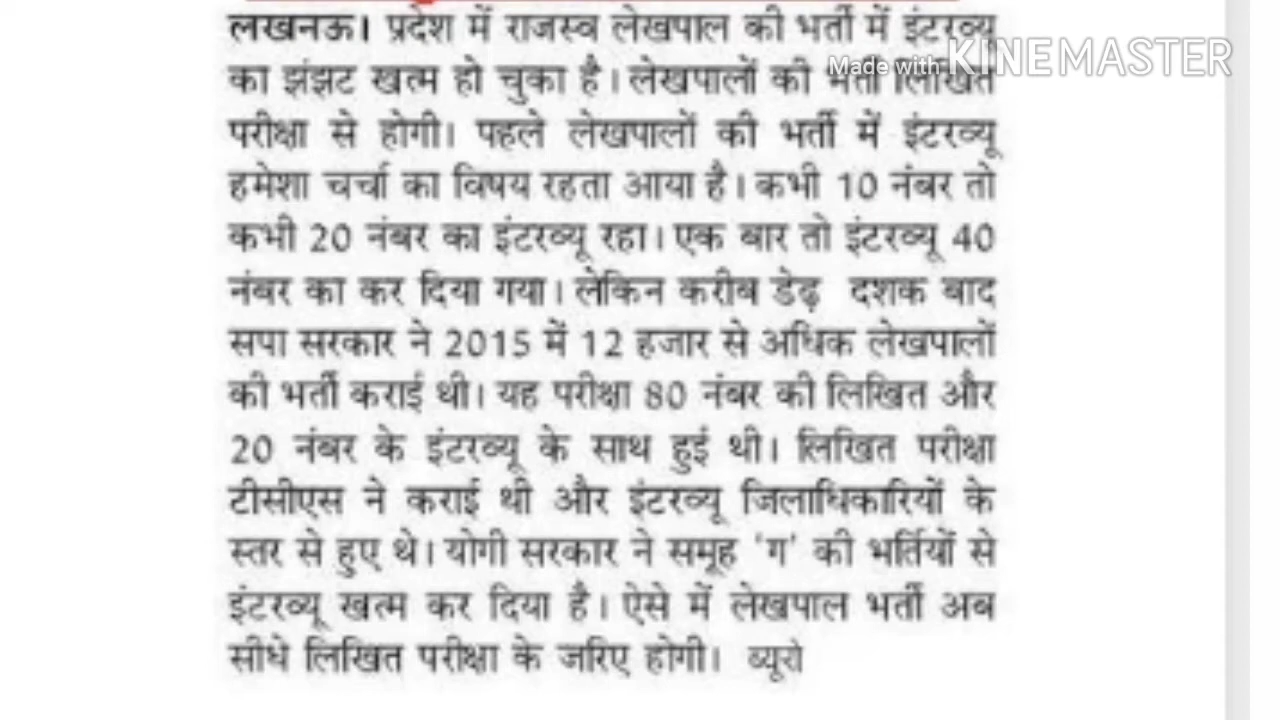 लखनऊ। प्रदेश में राजस्व लेखपाल की भर्ती में इंटरव्यू
Made with KINEMASTER
का झंझट खत्म हो चुका है। लेखपालों की भर्ती लिखित
परीक्षा से होगी। पहले लेखपालों की भर्ती में इंटरव्यू
हमेशा चर्चा का विषय रहता आया है। कभी 10 नंबर तो
कभी 20 नंबर का इंटरव्यू रहा। एक बार तो इंटरव्यू 40
नंबर का कर दिया गया। लेकिन करीब डेढ़ दशक बाद
सपा सरकार ने 2015 में 12 हजार से अधिक लेखपालों
की भर्ती कराई थी। यह परीक्षा 80 नंबर की लिखित और
20 नंबर के इंटरव्यू के साथ हुई थी। लिखित परीक्षा
टीसीएस ने कराई थी और इंटरव्यू जिलाधिकारियों के
स्तर से हुए थे। योगी सरकार ने समूह 'ग' की भर्तियों से
इंटरव्यू खत्म कर दिया है। ऐसे में लेखपाल भर्ती अब
सीधे लिखित परीक्षा के जरिए होगी। ब्यूरो